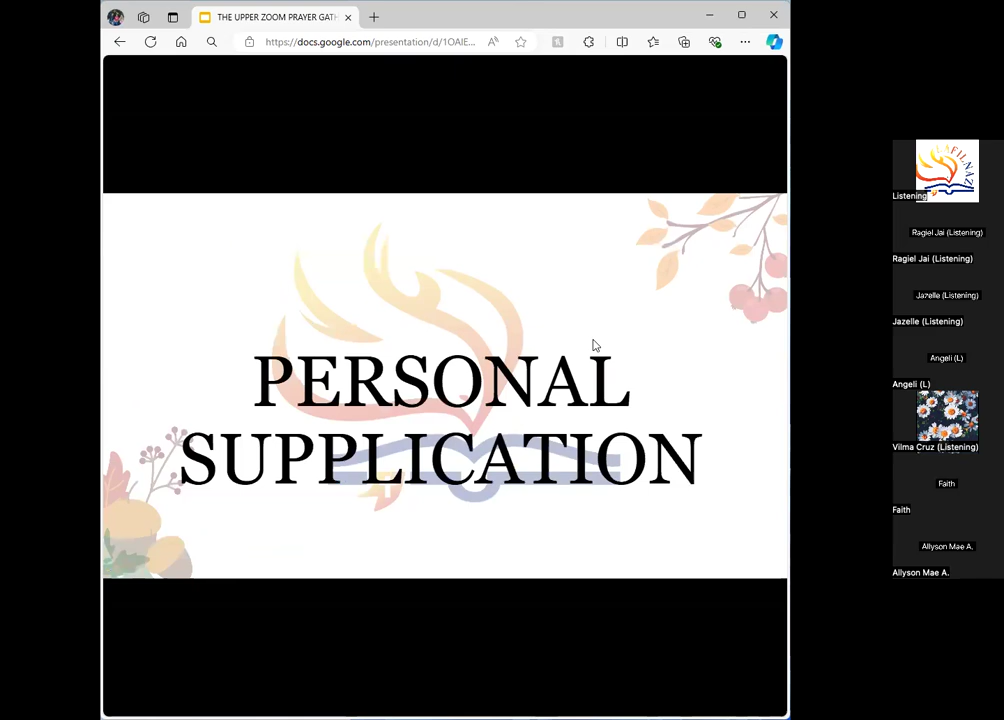 THE UPPER ZOOM PRAYER GATH
https://docs.google.com/presentation/d/1OAIE...
PERSONAL
SUPPLICATION
LAFILNAZ
Listening
Ragiel Jai (Listening)
Ragiel Jai (Listening)
Jazelle (Listening)
Jazelle (Listening)
Angeli (L)
Angeli (L)
Vilma Cruz (Listening)
Faith
Faith
Allyson Mae A.
Allyson Mae A.